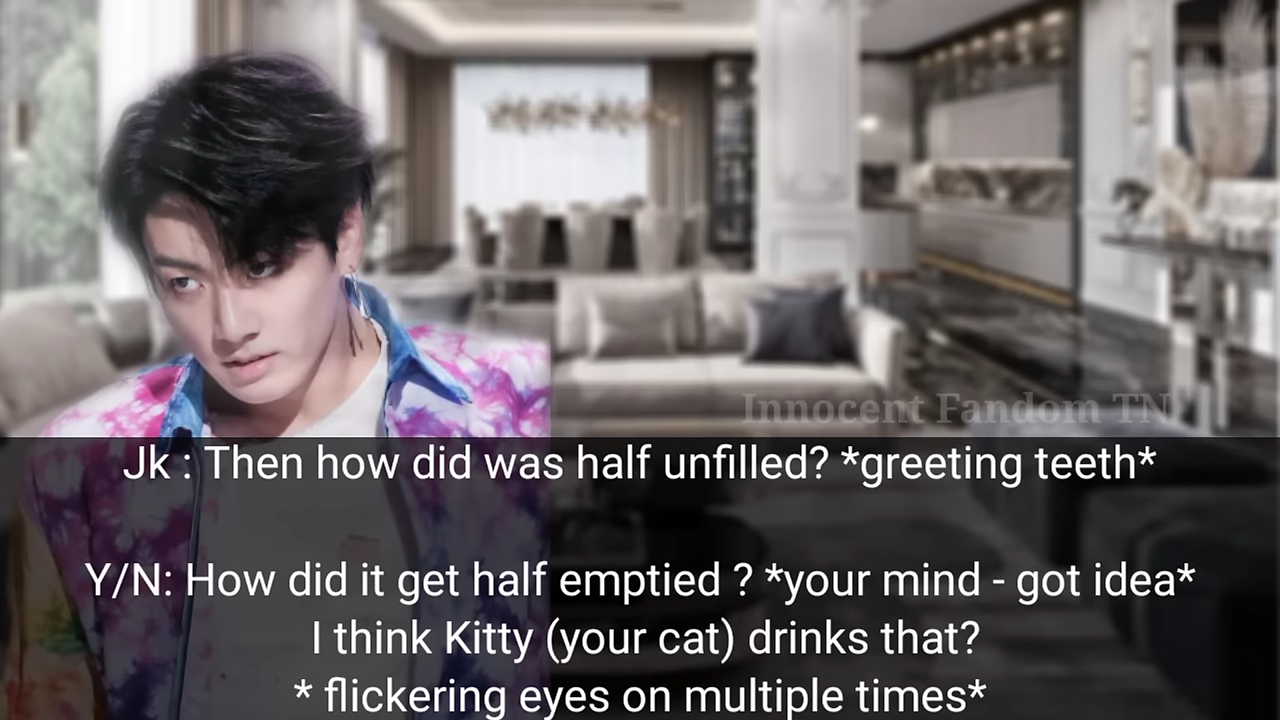 Innocent Fandom TN
Jk : Then how did was half unfilled? *greeting teeth*
Y/N: How did it get half emptied ? *your mind - got idea*
I think Kitty (your cat) drinks that?
* flickering eyes on multiple times*